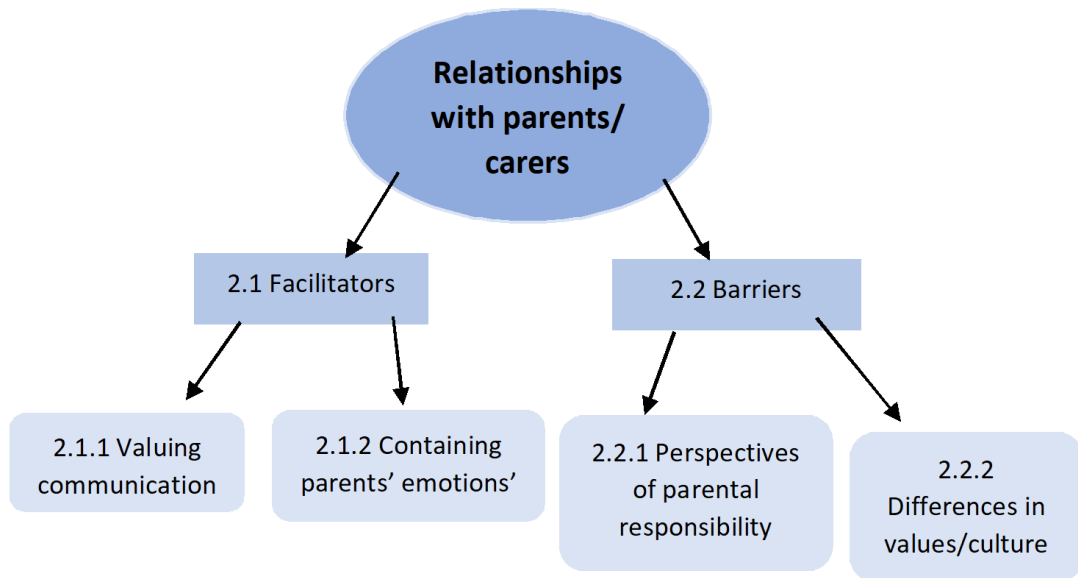 Relationships
with parents/
carers
2.1 Facilitators
2.2 Barriers
2.1.1 Valuing
communication
2.1.2 Containing
parents’ emotions’
2.2.1 Perspectives
of parental
responsibility
2.2.2
Differences in
values/culture